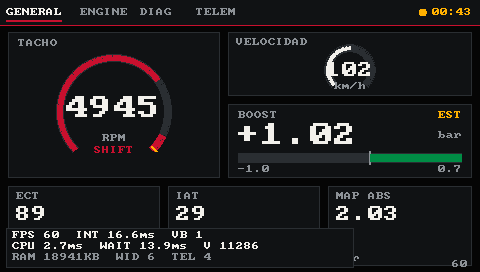 GENERAL ENGINE DIAG TELEM 00:43
TACHO
4945
RPM
SHIFT
VELOCIDAD
102
km/h
BOOST EST
+1.02 bar
-1.0 0.7
ECT
89
IAT
29
MAP ABS
2.03
60
FPS 60 INT 16.6ms VB 1
CPU 2.7ms WAIT 13.9ms V 11286
RAM 18941KB WID 6 TEL 4